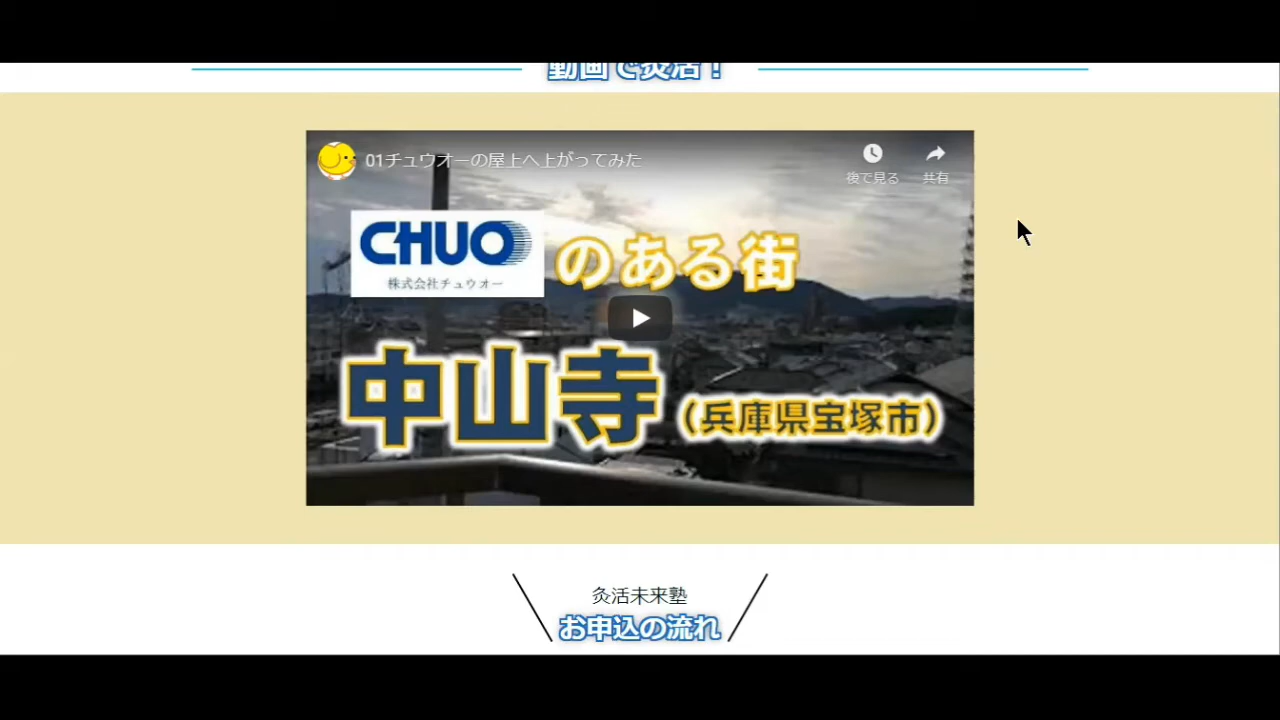 動画で灸活！
01チュウオーの屋上へ上がってみた
後で見る
共有
CHUO
株式会社チュウオー
のある街
中山寺（兵庫県宝塚市）
灸活未来塾
お申込の流れ